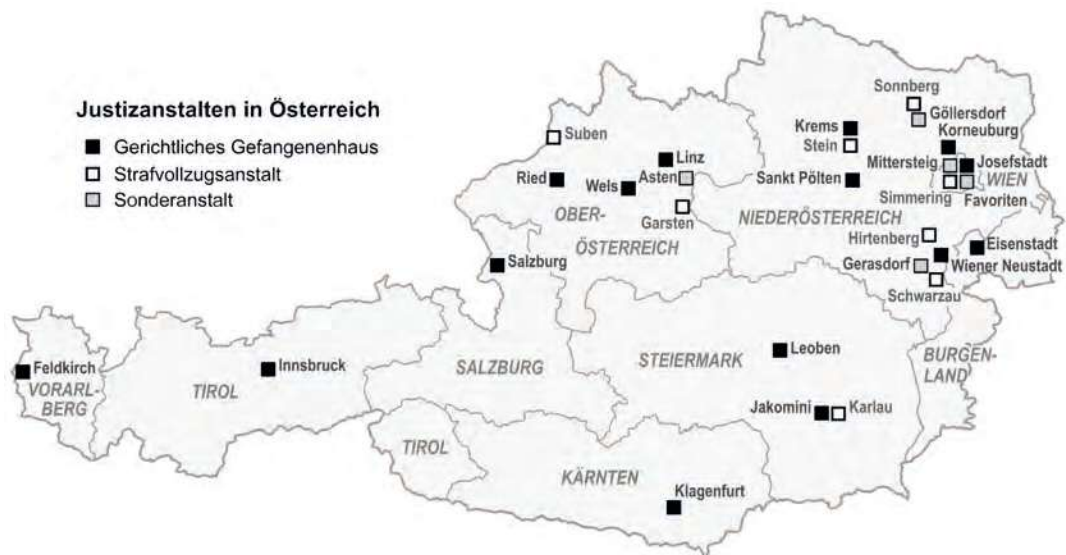 Justizanstalten in Österreich
Gerichtliches Gefangenenhaus
Strafvollzugsanstalt
Sonderanstalt
Sonnberg
Göllersdorf
Korneuburg
Krems
Stein
Mittersteig
Josefstadt
WIEN
Sankt Pölten
Simmering
Favoriten
NIEDERÖSTERREICH
Suben
Linz
Ried
Wels
Asten
Garsten
OBER-
ÖSTERREICH
Hirtenberg
Eisenstadt
Gerasdorf
Wiener Neustadt
Schwarzau
Salzburg
Feldkirch
VORARL-
BERG
Innsbruck
TIROL
SALZBURG
STEIERMARK
Leoben
BURGEN-
LAND
Jakomini
Karlau
TIROL
KÄRNTEN
Klagenfurt